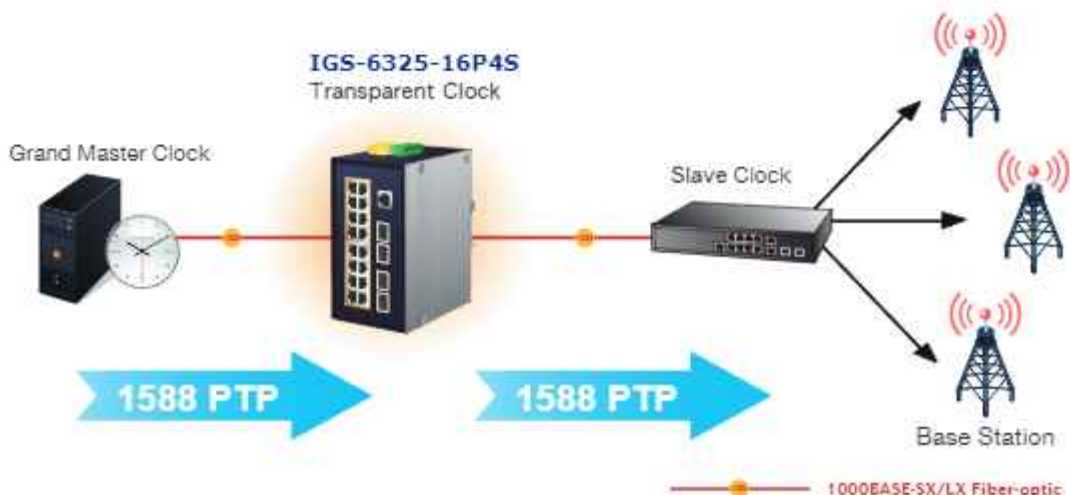 IGS-6325-16P4S
Transparent Clock
Grand Master Clock
Slave Clock
1588 PTP
1588 PTP
Base Station
1000BASE-SX/LX Fiber-optic